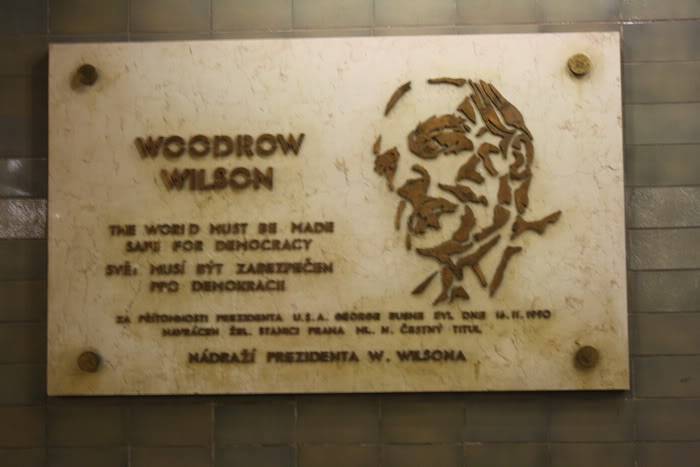 WOODROW
WILSON
THE WORLD MUST BE MADE
SAFE FOR DEMOCRACY
SVĚT MUSÍ BÝT ZABEZPEČEN
PRO DEMOKRACII
ZA PŘÍTOMNOSTI PREZIDENTA U.S.A. GEORGE BUSHE BYL DNE 16.11.1990
NAVRÁCEN ŽEL. STANICI PRAHA HL. N. ČESTNÝ TITUL
NÁDRAŽÍ PREZIDENTA W. WILSONA